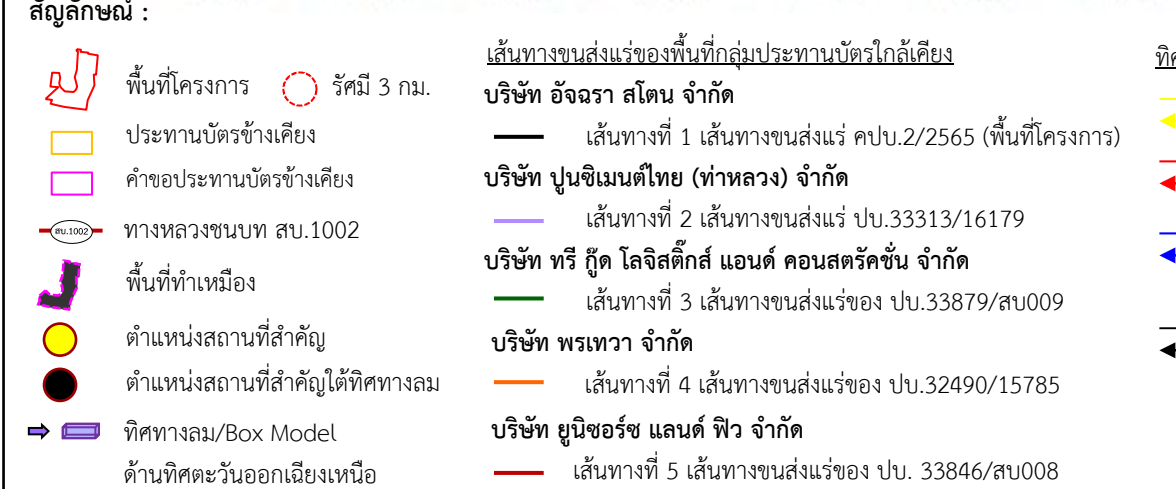 สัญลักษณ์ :
พื้นที่โครงการ รัศมี 3 กม.
ประทานบัตรข้างเคียง
คำขอประทานบัตรข้างเคียง
สบ.1002 ทางหลวงชนบท สบ.1002
พื้นที่ทำเหมือง
ตำแหน่งสถานที่สำคัญ
ตำแหน่งสถานที่สำคัญใต้ทิศทางลม
ทิศทางลม/Box Model
ด้านทิศตะวันออกเฉียงเหนือ
เส้นทางขนส่งแร่ของพื้นที่กลุ่มประทานบัตรใกล้เคียง
บริษัท อัจฉรา สโตน จำกัด
เส้นทางที่ 1 เส้นทางขนส่งแร่ คปบ.2/2565 (พื้นที่โครงการ)
บริษัท ปูนซิเมนต์ไทย (ท่าหลวง) จำกัด
เส้นทางที่ 2 เส้นทางขนส่งแร่ ปบ.33313/16179
บริษัท ทรี กู๊ด โลจิสติ๊กส์ แอนด์ คอนสตรัคชั่น จำกัด
เส้นทางที่ 3 เส้นทางขนส่งแร่ของ ปบ.33879/สบ009
บริษัท พรเทวา จำกัด
เส้นทางที่ 4 เส้นทางขนส่งแร่ของ ปบ.32490/15785
บริษัท ยูนิซอร์ซ แลนด์ ฟิว จำกัด
เส้นทางที่ 5 เส้นทางขนส่งแร่ของ ปบ. 33846/สบ008